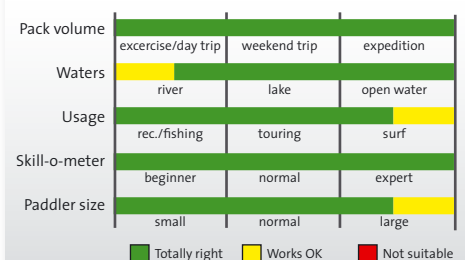 Pack volume
excercise/day trip weekend trip expedition
Waters
river lake open water
Usage
rec./fishing touring surf
Skill-o-meter
beginner normal expert
Paddler size
small normal large
Totally right Works OK Not suitable